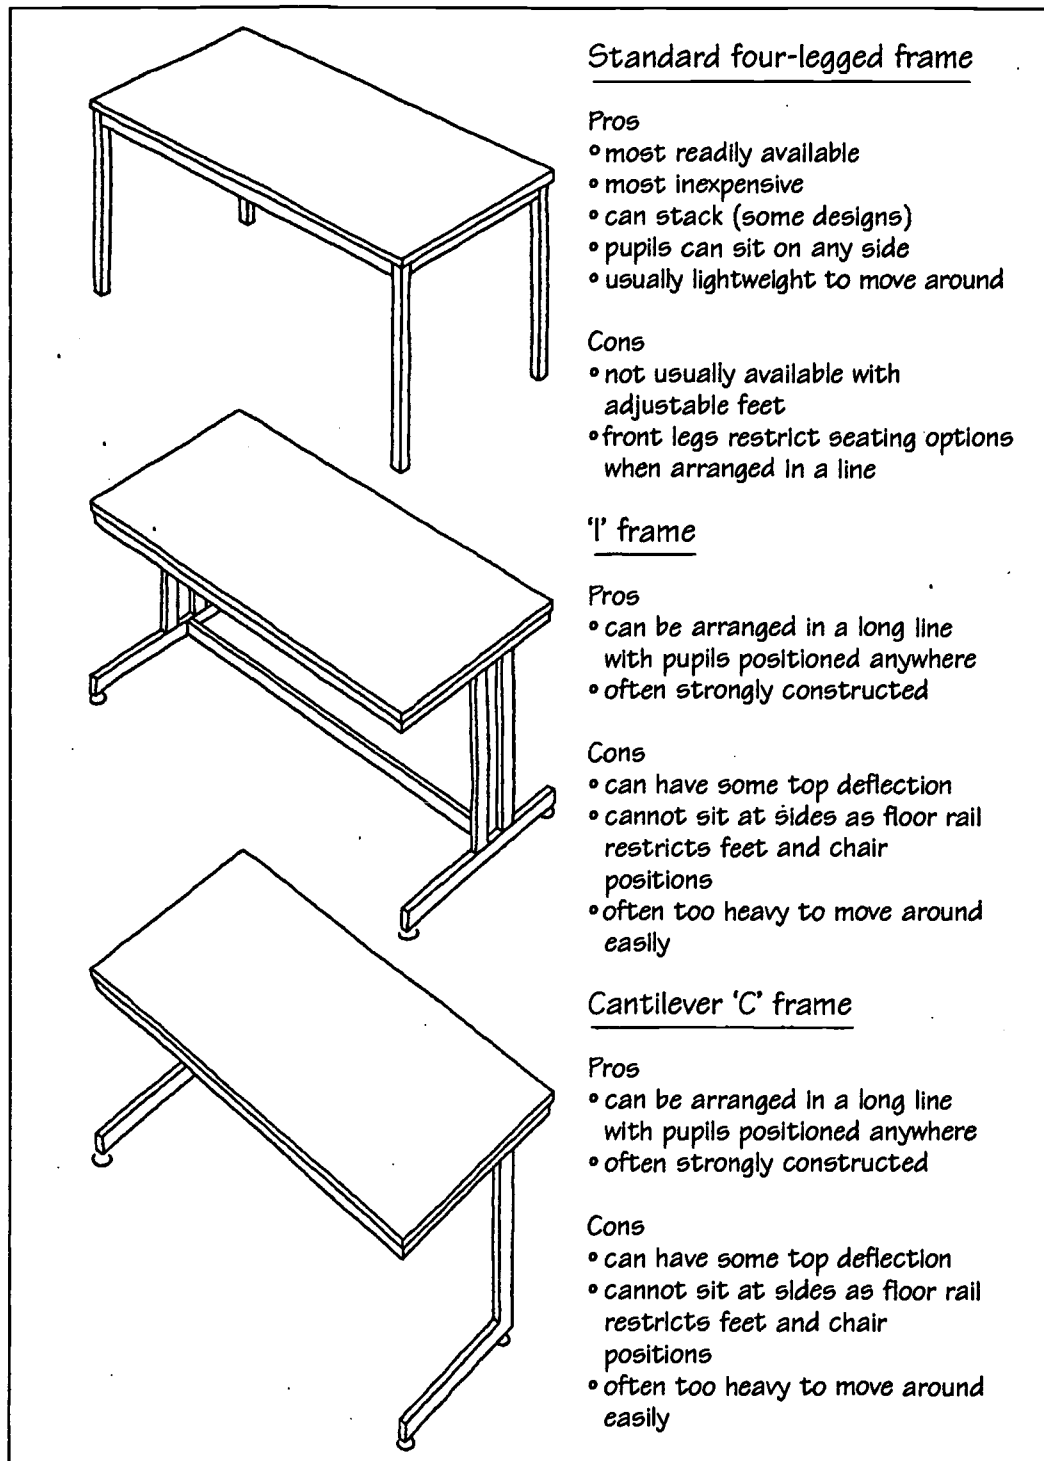 Standard four-legged frame
Pros
• most readily available
• most inexpensive
• can stack (some designs)
• pupils can sit on any side
• usually lightweight to move around
Cons
• not usually available with
adjustable feet
• front legs restrict seating options
when arranged in a line
'I' frame
Pros
• can be arranged in a long line
with pupils positioned anywhere
• often strongly constructed
Cons
• can have some top deflection
• cannot sit at sides as floor rail
restricts feet and chair
positions
• often too heavy to move around
easily
Cantilever 'C' frame
Pros
• can be arranged in a long line
with pupils positioned anywhere
• often strongly constructed
Cons
• can have some top deflection
• cannot sit at sides as floor rail
restricts feet and chair
positions
• often too heavy to move around
easily